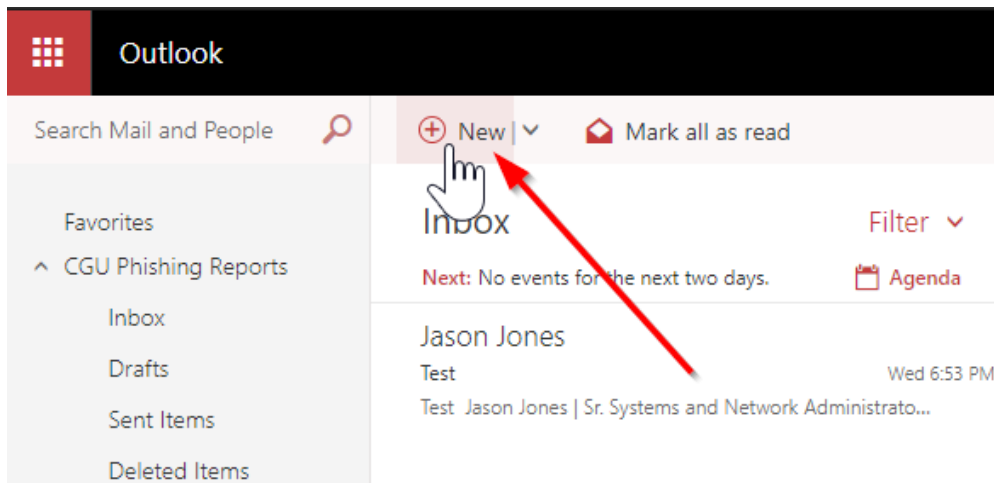 Outlook
Search Mail and People
New
Mark all as read
Favorites
CGU Phishing Reports
Inbox
Drafts
Sent Items
Deleted Items
Inbox
Filter
Next: No events for the next two days.
Agenda
Jason Jones
Test
Wed 6:53 PM
Test Jason Jones | Sr. Systems and Network Administrato...